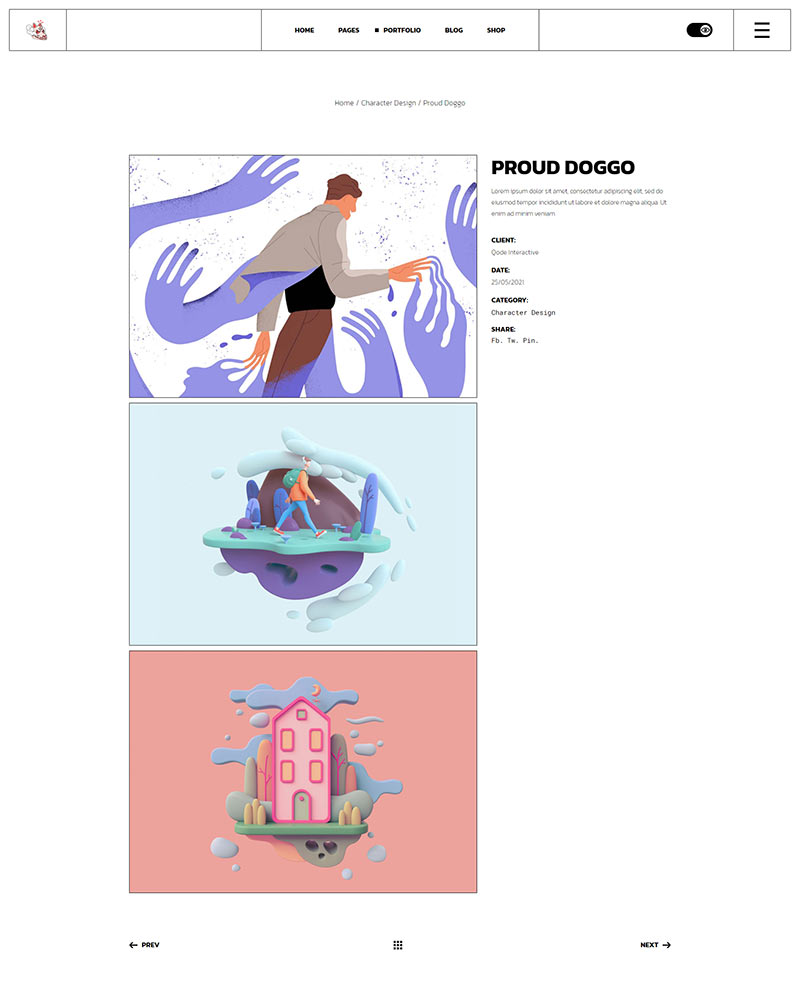 HOME PAGES PORTFOLIO BLOG SHOP
Home / Character Design / Proud Doggo
PROUD DOGGO
Lorem ipsum dolor sit amet, consectetur adipiscing elit, sed do
eiusmod tempor incididunt ut labore et dolore magna aliqua. Ut
enim ad minim veniam
CLIENT:
Qode Interactive
DATE:
25/05/2021
CATEGORY:
Character Design
SHARE:
Fb. Tw. Pin.
PREV
NEXT